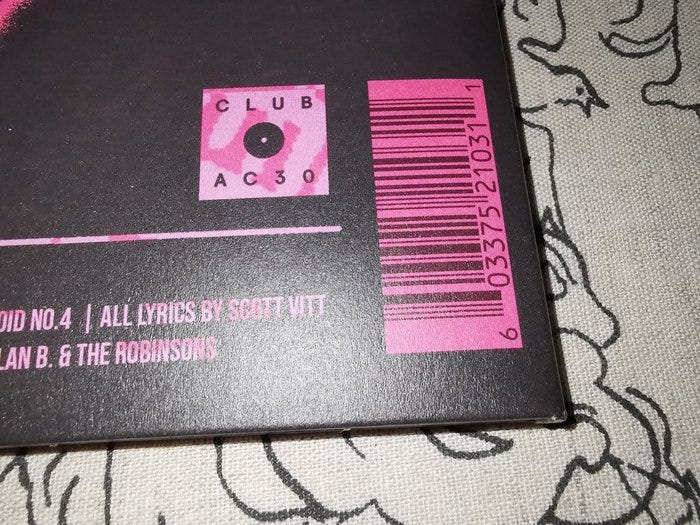 CLUB
AC30
OID NO.4 | ALL LYRICS BY SCOTT VITT
LAN B. & THE ROBINSONS
6 03375 21031 1